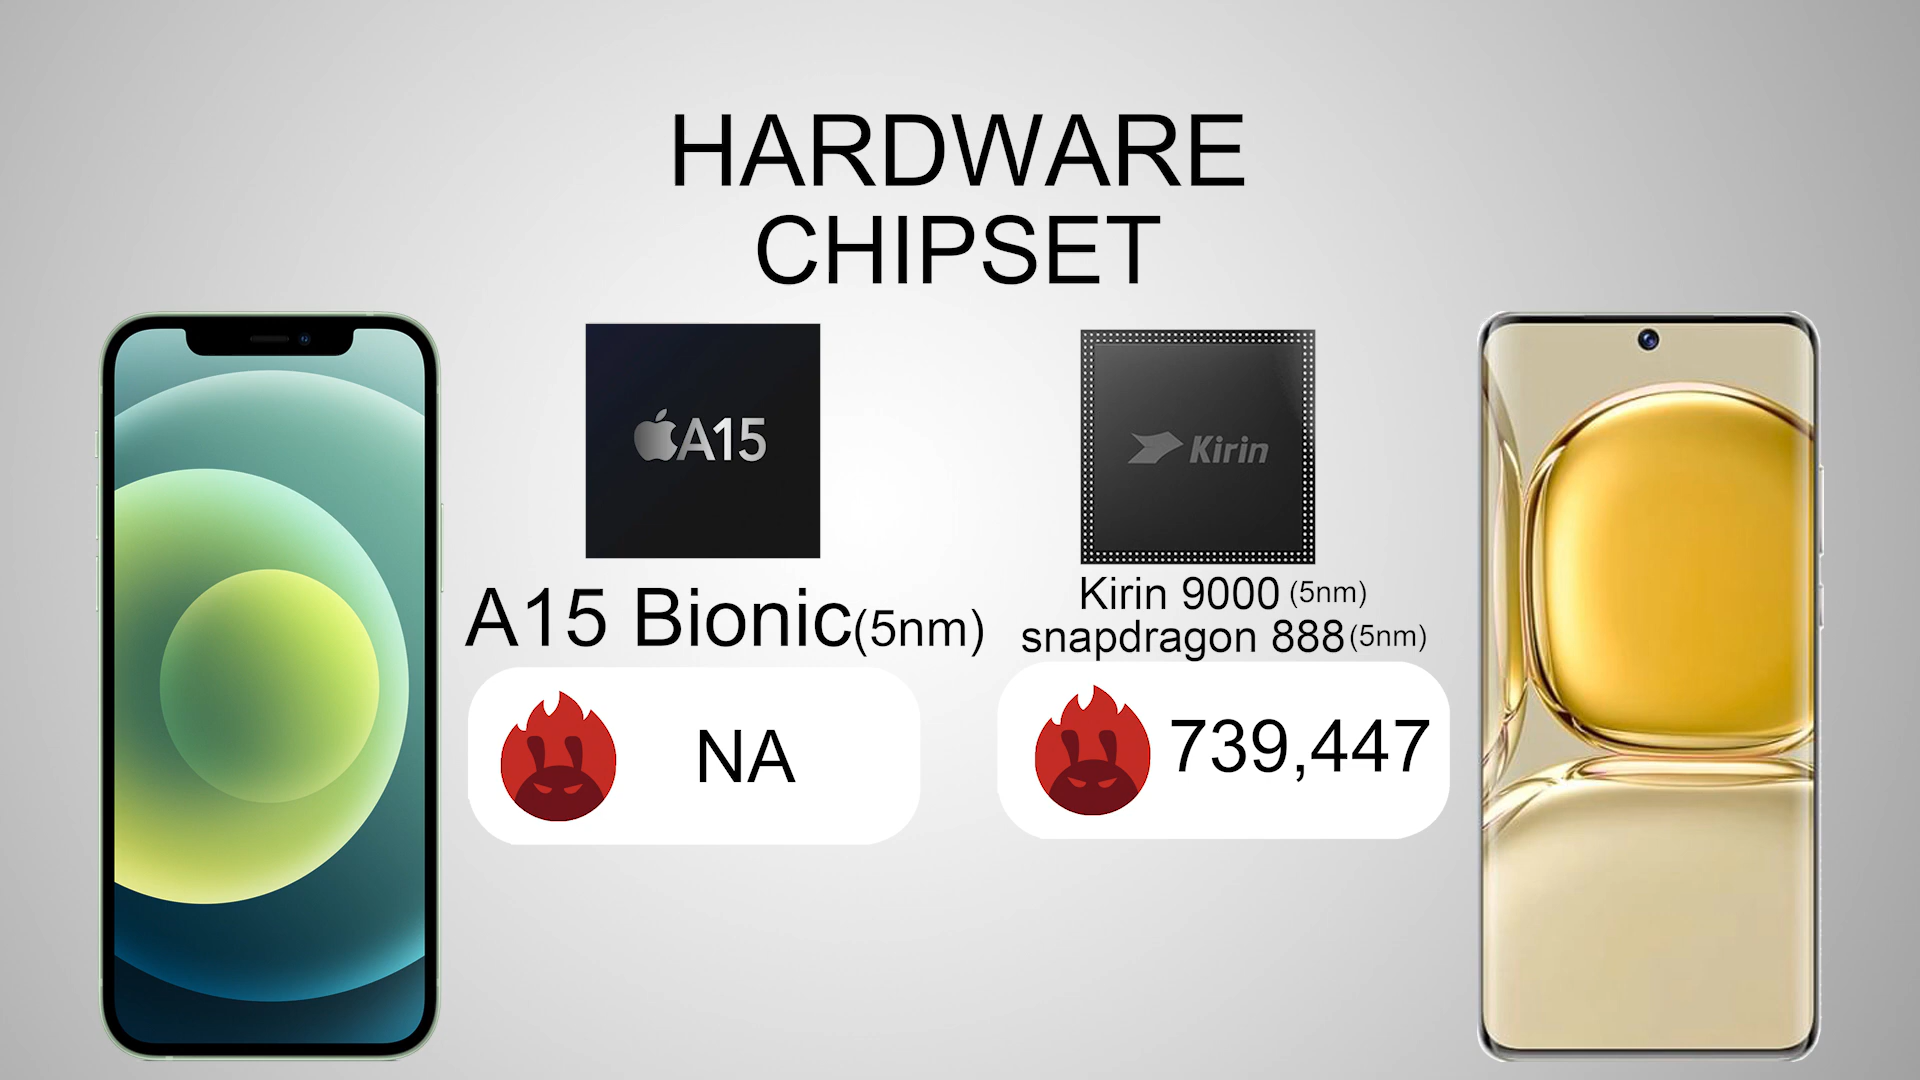 HARDWARE
CHIPSET
A15
Kirin
A15 Bionic(5nm)
Kirin 9000 (5nm)
snapdragon 888(5nm)
NA
739,447